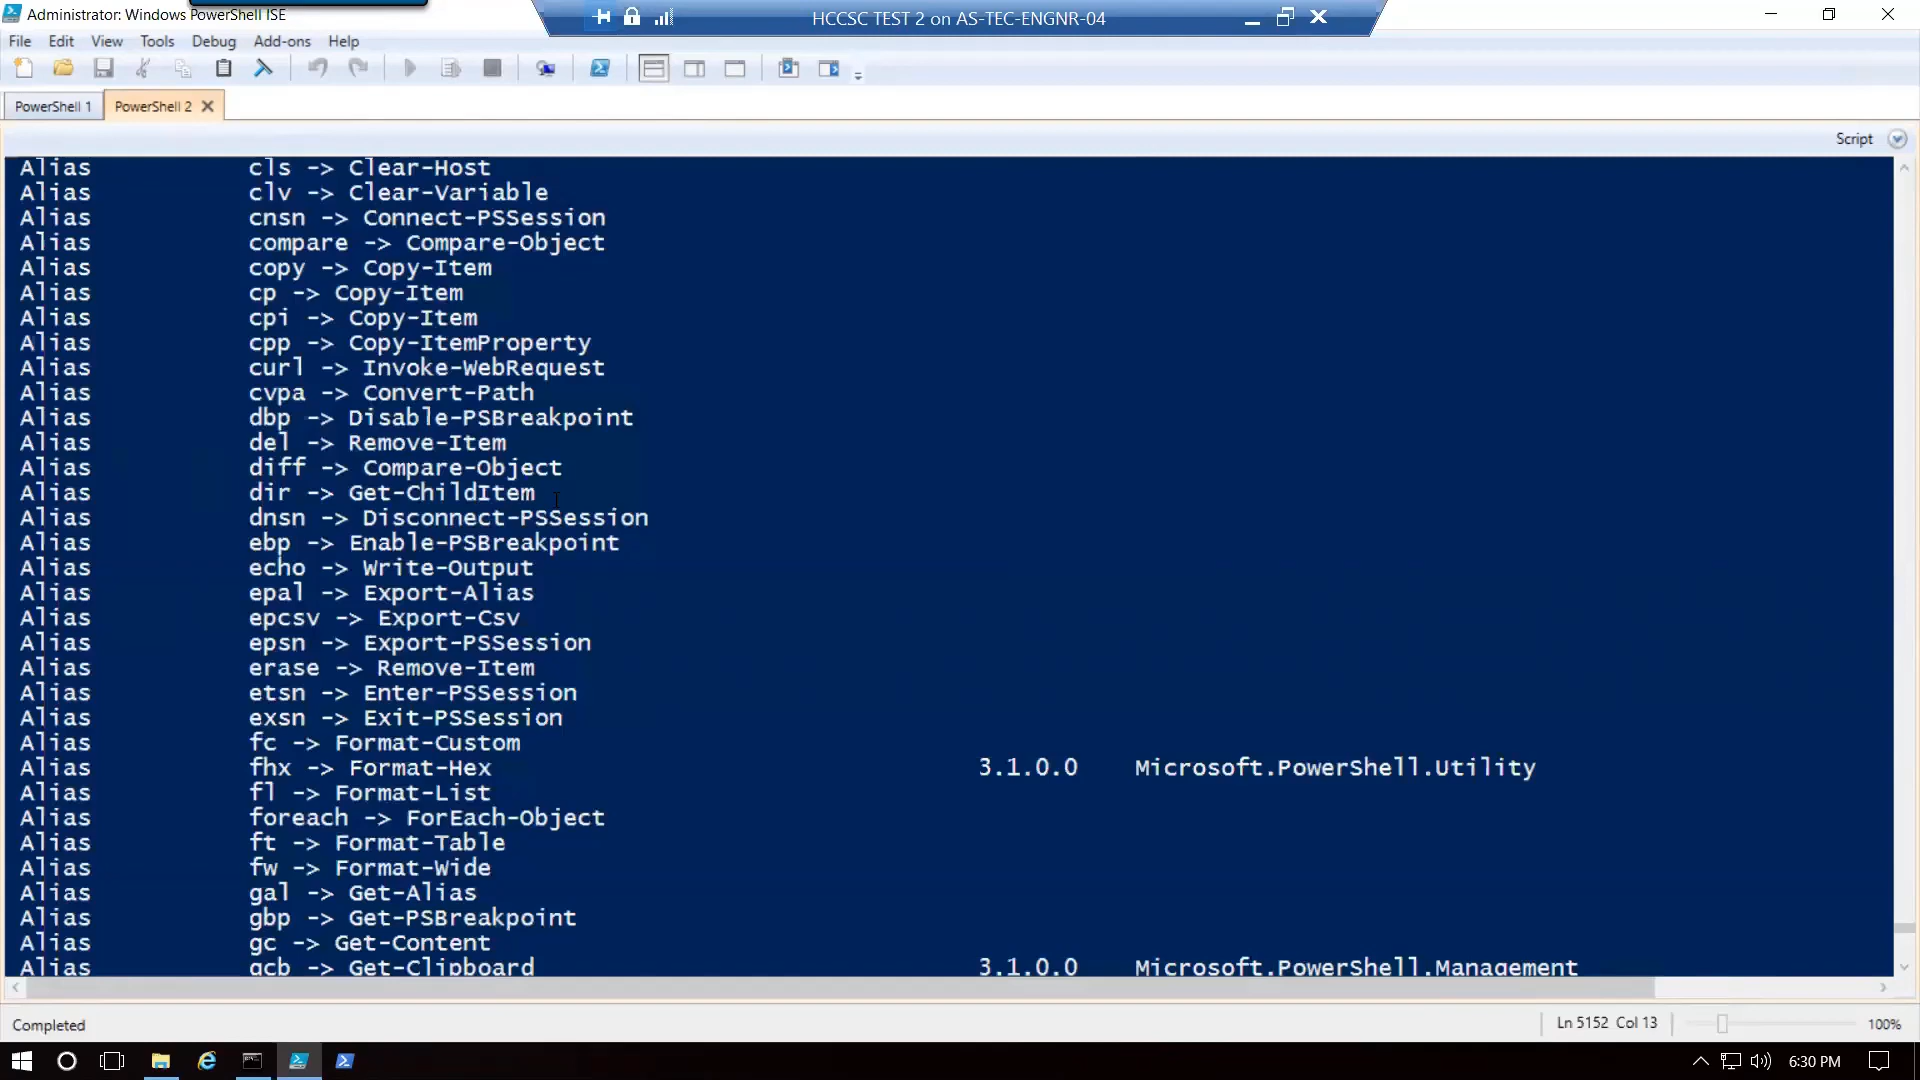 Administrator: Windows PowerShell ISE
HCCSC TEST 2 on AS-TEC-ENGNR-04
File Edit View Tools Debug Add-ons Help
PowerShell 1 PowerShell 2
Script
Alias cls -> Clear-Host
Alias clv -> Clear-Variable
Alias cnsn -> Connect-PSSession
Alias compare -> Compare-Object
Alias copy -> Copy-Item
Alias cp -> Copy-Item
Alias cpi -> Copy-Item
Alias cpp -> Copy-ItemProperty
Alias curl -> Invoke-WebRequest
Alias cvpa -> Convert-Path
Alias dbp -> Disable-PSBreakpoint
Alias del -> Remove-Item
Alias diff -> Compare-Object
Alias dir -> Get-ChildItem
Alias dnsn -> Disconnect-PSSession
Alias ebp -> Enable-PSBreakpoint
Alias echo -> Write-Output
Alias epal -> Export-Alias
Alias epcsv -> Export-Csv
Alias epsn -> Export-PSSession
Alias erase -> Remove-Item
Alias etsn -> Enter-PSSession
Alias exsn -> Exit-PSSession
Alias fc -> Format-Custom
Alias fhx -> Format-Hex 3.1.0.0 Microsoft.PowerShell.Utility
Alias fl -> Format-List
Alias foreach -> ForEach-Object
Alias ft -> Format-Table
Alias fw -> Format-Wide
Alias gal -> Get-Alias
Alias gbp -> Get-PSBreakpoint
Alias gc -> Get-Content
Alias gcb -> Get-Clipboard 3.1.0.0 Microsoft.PowerShell.Management
Completed
Ln 5152 Col 13
100%
6:30 PM